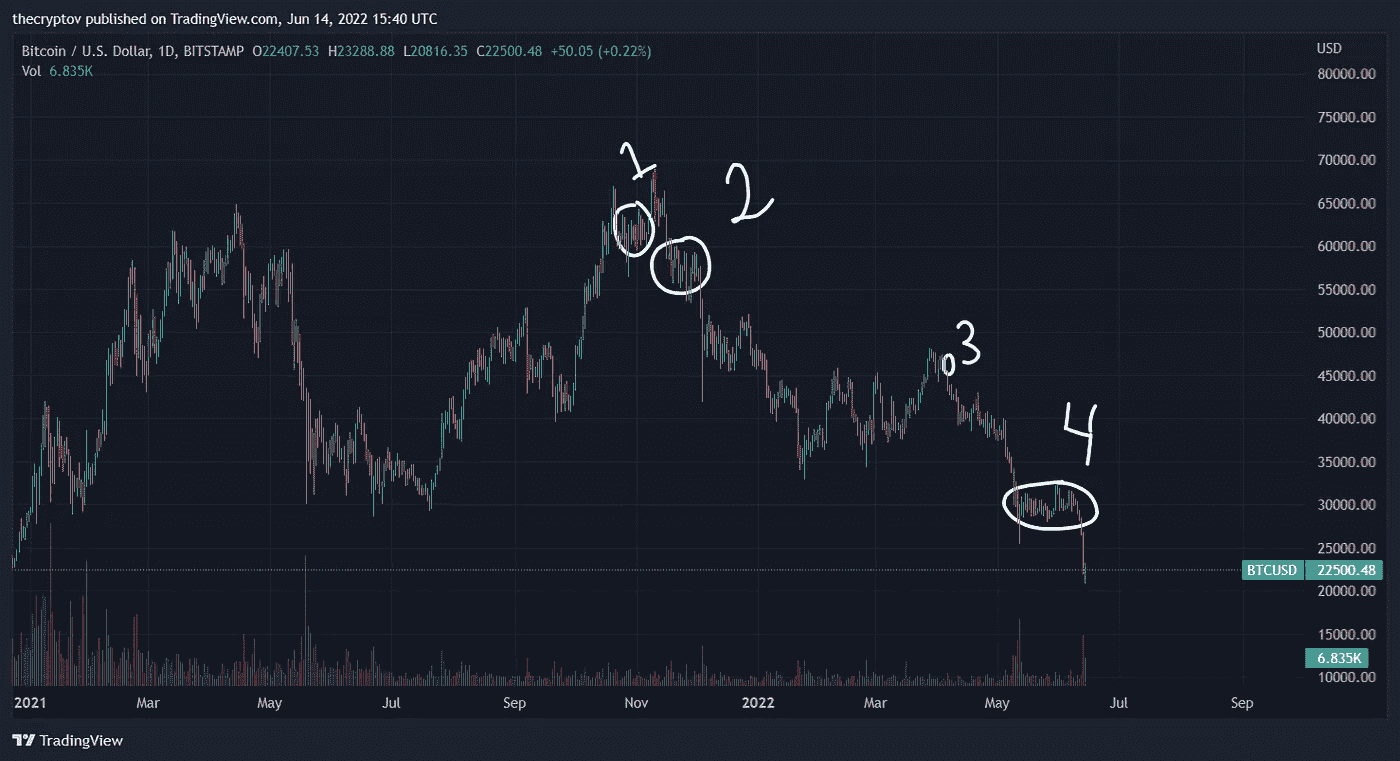 thecryptov published on TradingView.com, Jun 14, 2022 15:40 UTC
Bitcoin / U.S. Dollar, 1D, BITSTAMP O22407.53 H23288.88 L20816.35 C22500.48 +50.05 (+0.22%)
Vol 6.835K
USD
80000.00
75000.00
70000.00
65000.00
60000.00
55000.00
50000.00
45000.00
40000.00
35000.00
30000.00
25000.00
BTCUSD 22500.48
20000.00
15000.00
6.835K
10000.00
1
2
3
4
2021 Mar May Jul Sep Nov 2022 Mar May Jul Sep
TradingView